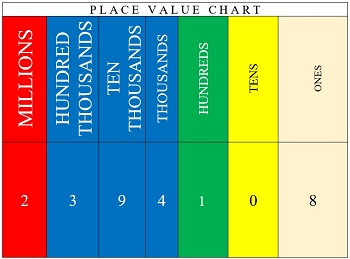 PLACE VALUE CHART
MILLIONS
HUNDRED
THOUSANDS
TEN
THOUSANDS
THOUSANDS
HUNDREDS
TENS
ONES
2 3 9 4 1 0 8